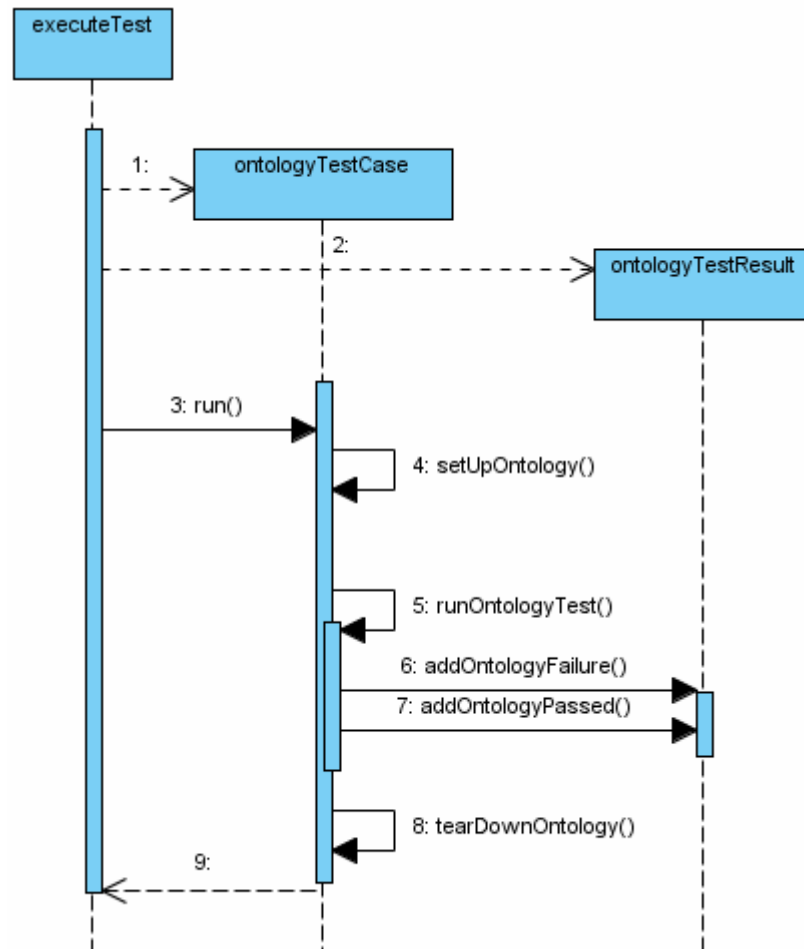 executeTest
1:
ontologyTestCase
2:
ontologyTestResult
3: run()
4: setUpOntology()
5: runOntologyTest()
6: addOntologyFailure()
7: addOntologyPassed()
8: tearDownOntology()
9: